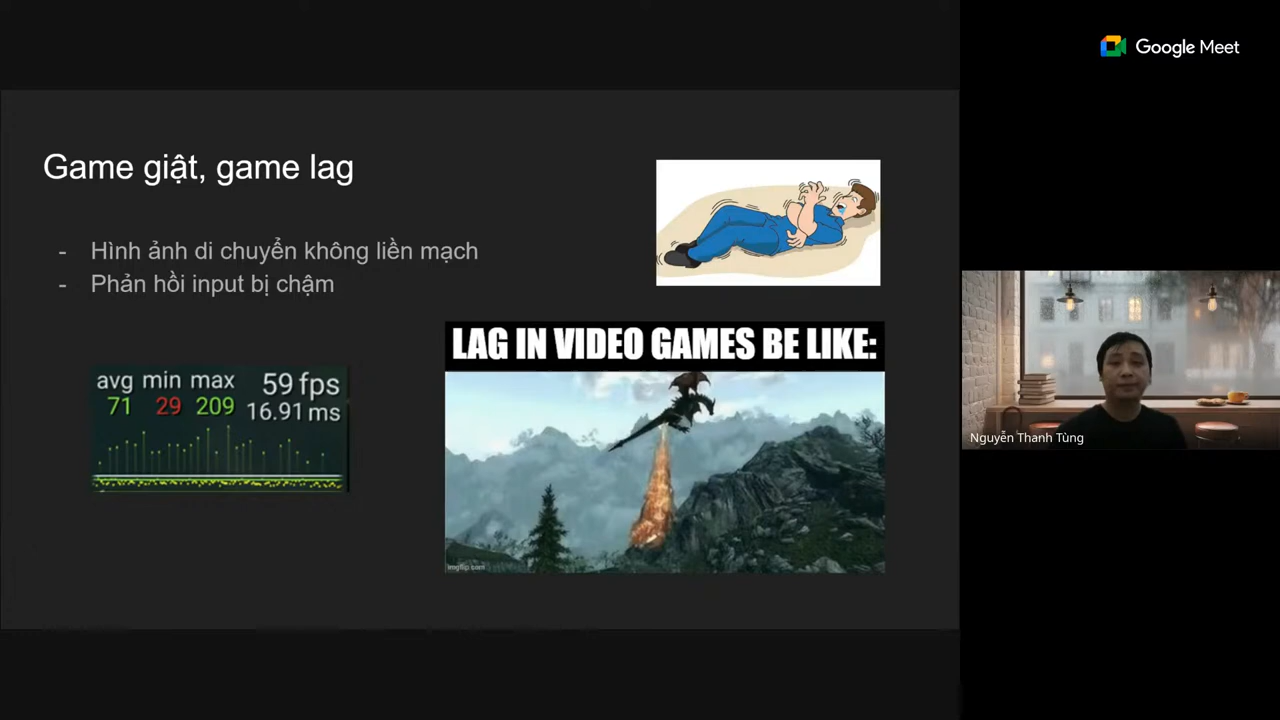 Google Meet
Game giật, game lag
- Hình ảnh di chuyển không liền mạch
- Phản hồi input bị chậm
LAG IN VIDEO GAMES BE LIKE:
avg min max 59 fps
71 29 209 16.91 ms
imgflip.com
Nguyễn Thanh Tùng